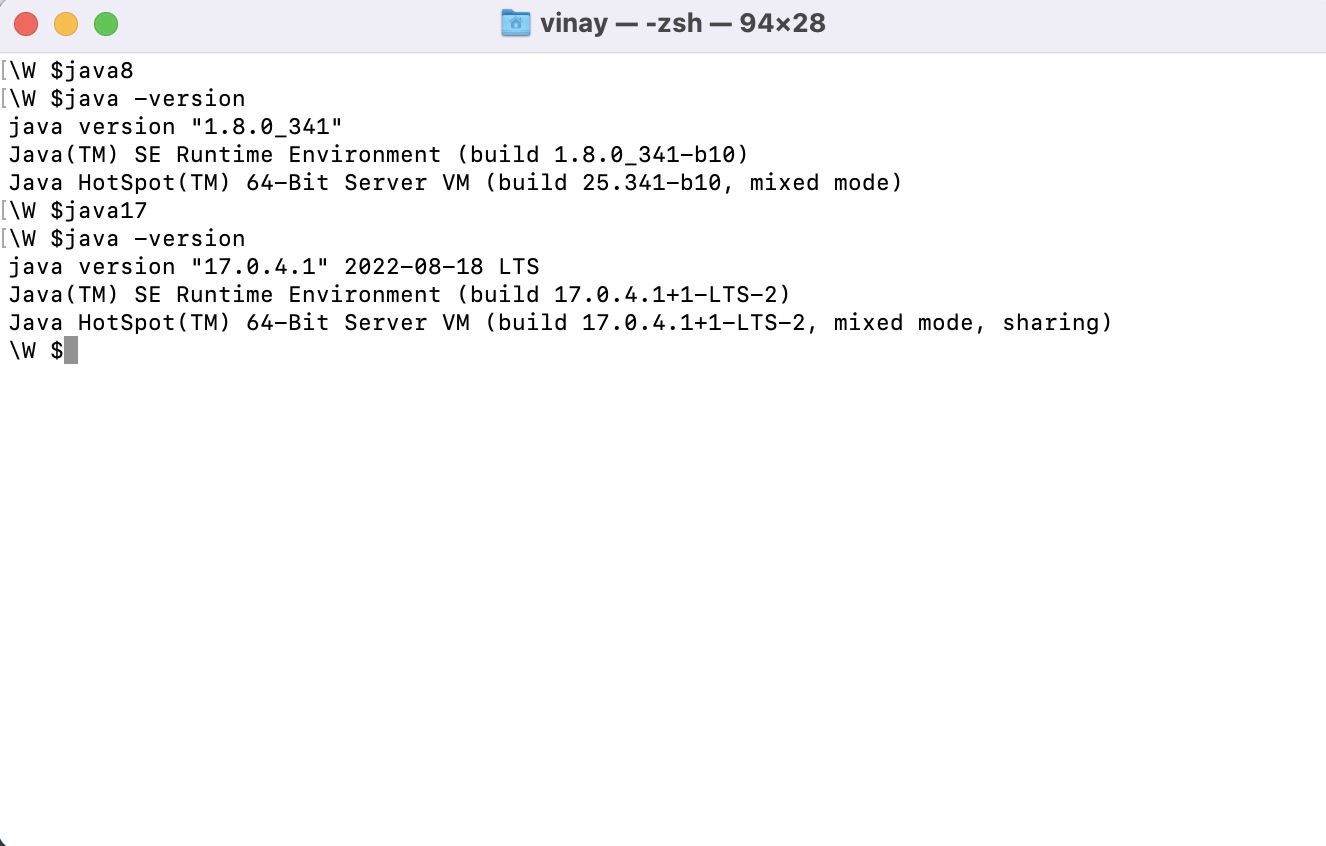 vinay — -zsh — 94×28
[\W $java8
[\W $java -version
java version "1.8.0_341"
Java(TM) SE Runtime Environment (build 1.8.0_341-b10)
Java HotSpot(TM) 64-Bit Server VM (build 25.341-b10, mixed mode)
[\W $java17
[\W $java -version
java version "17.0.4.1" 2022-08-18 LTS
Java(TM) SE Runtime Environment (build 17.0.4.1+1-LTS-2)
Java HotSpot(TM) 64-Bit Server VM (build 17.0.4.1+1-LTS-2, mixed mode, sharing)
\W $